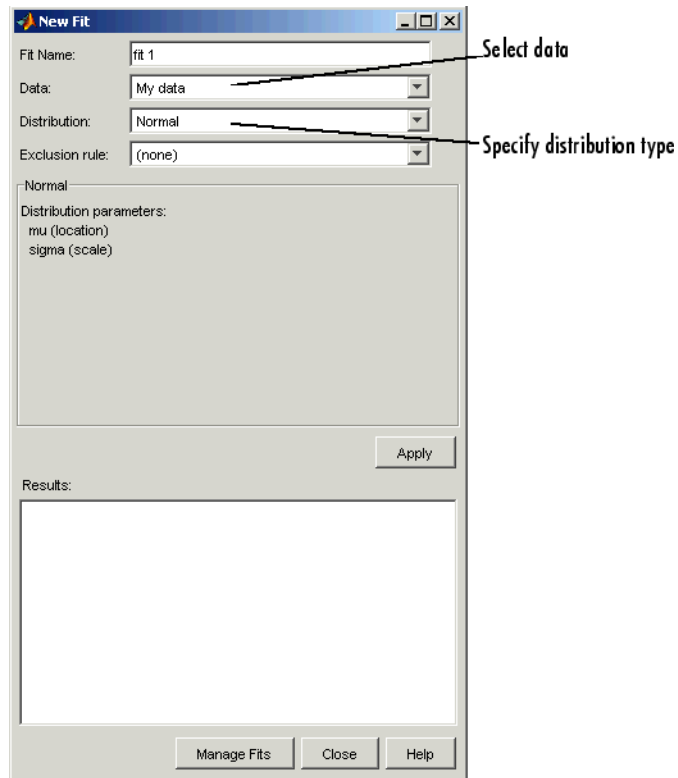 New Fit
Fit Name: fit 1
Select data
Data: My data
Distribution: Normal
Specify distribution type
Exclusion rule: (none)
Normal
Distribution parameters:
mu (location)
sigma (scale)
Apply
Results:
Manage Fits Close Help